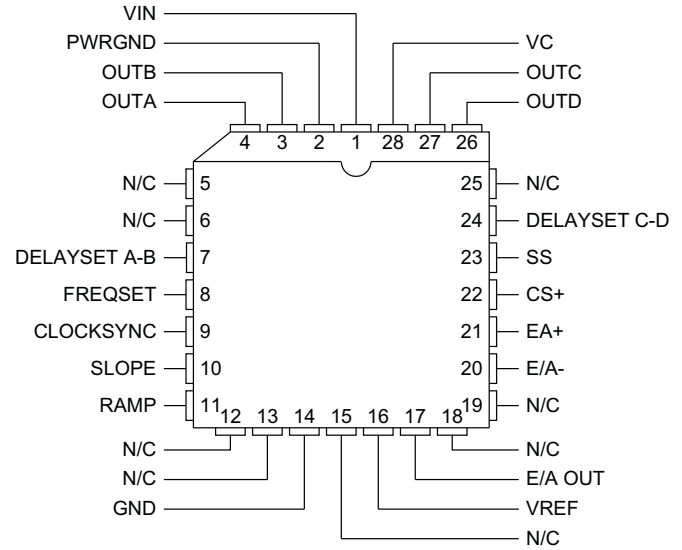 VIN
PWRGND
OUTB
OUTA
VC
OUTC
OUTD
4 3 2 1 28 27 26
N/C 5 25 N/C
N/C 6 24 DELAYSET C-D
DELAYSET A-B 7 23 SS
FREQSET 8 22 CS+
CLOCKSYNC 9 21 EA+
SLOPE 10 20 E/A-
RAMP 11 19 N/C
12 13 14 15 16 17 18
N/C N/C
N/C E/A OUT
GND VREF
N/C